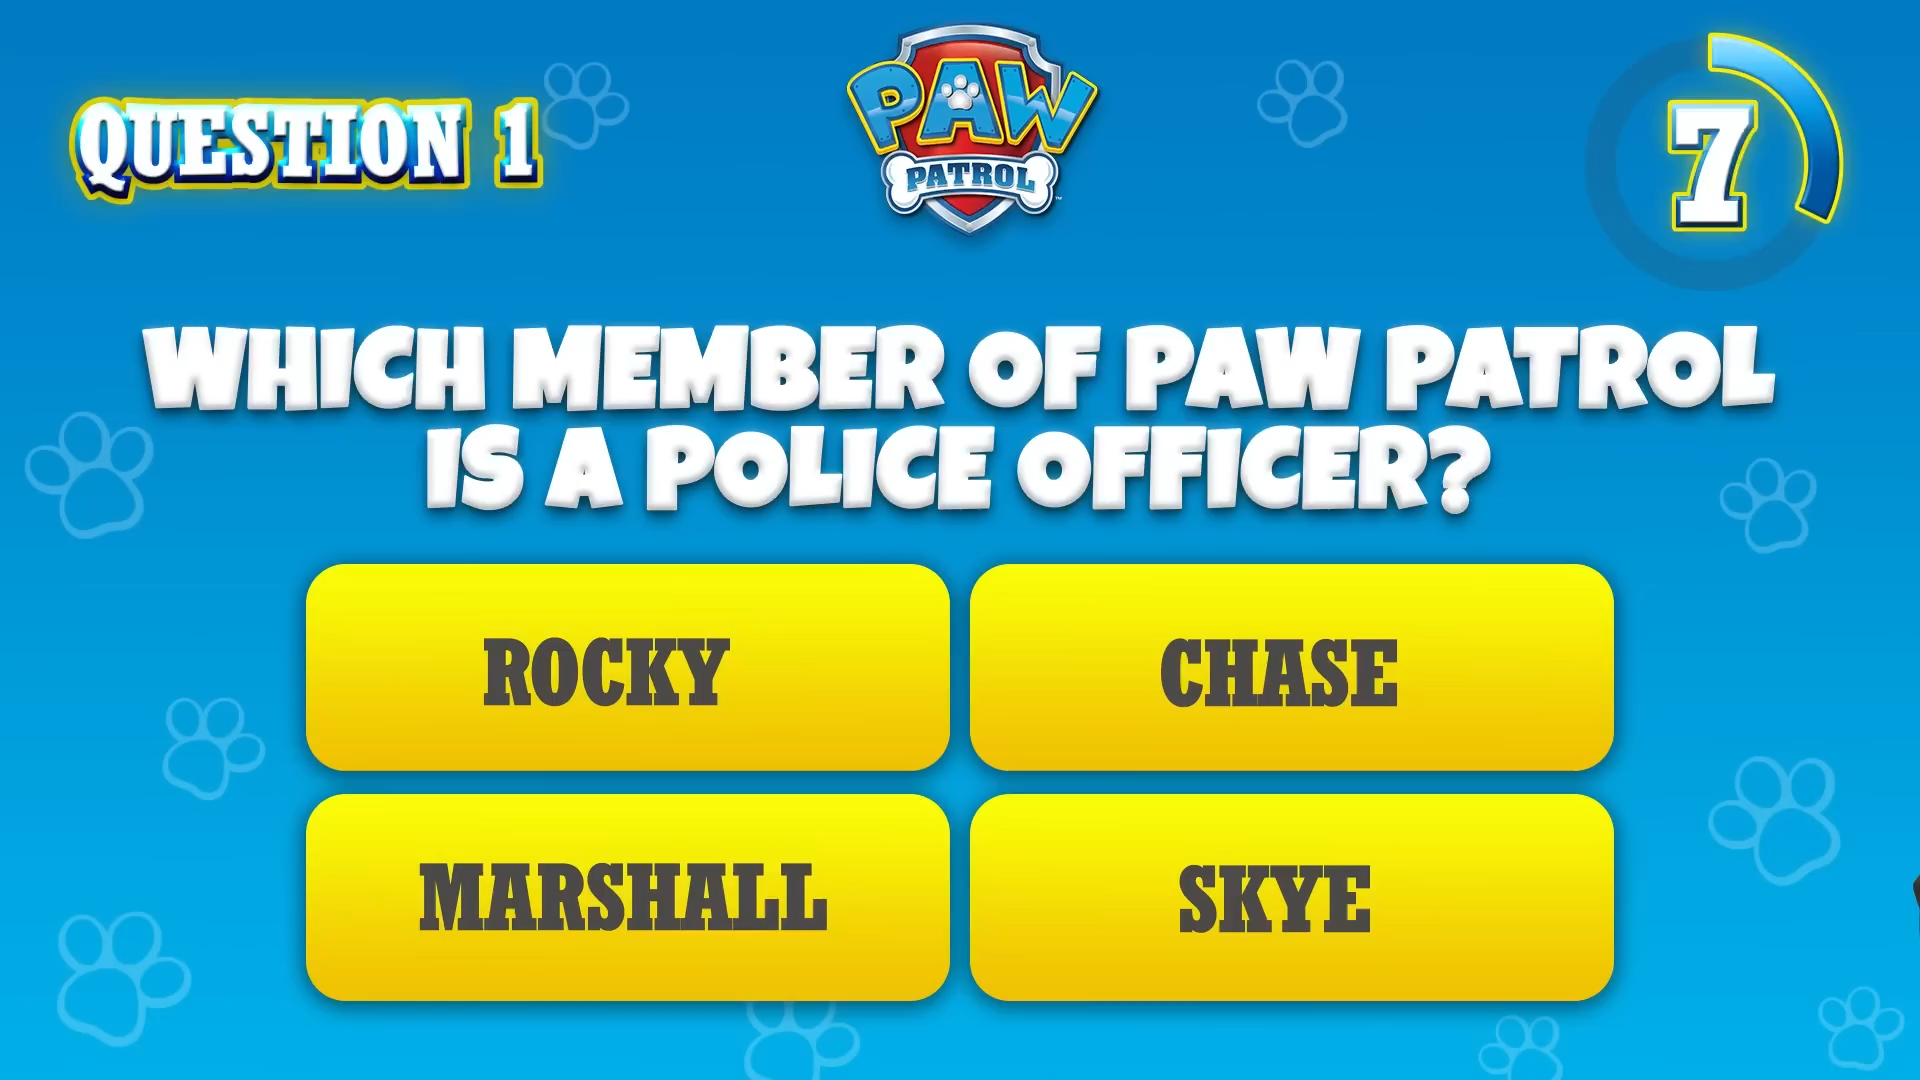 QUESTION 1
PAW
PATROL
7
WHICH MEMBER OF PAW PATROL
IS A POLICE OFFICER?
ROCKY
CHASE
MARSHALL
SKYE